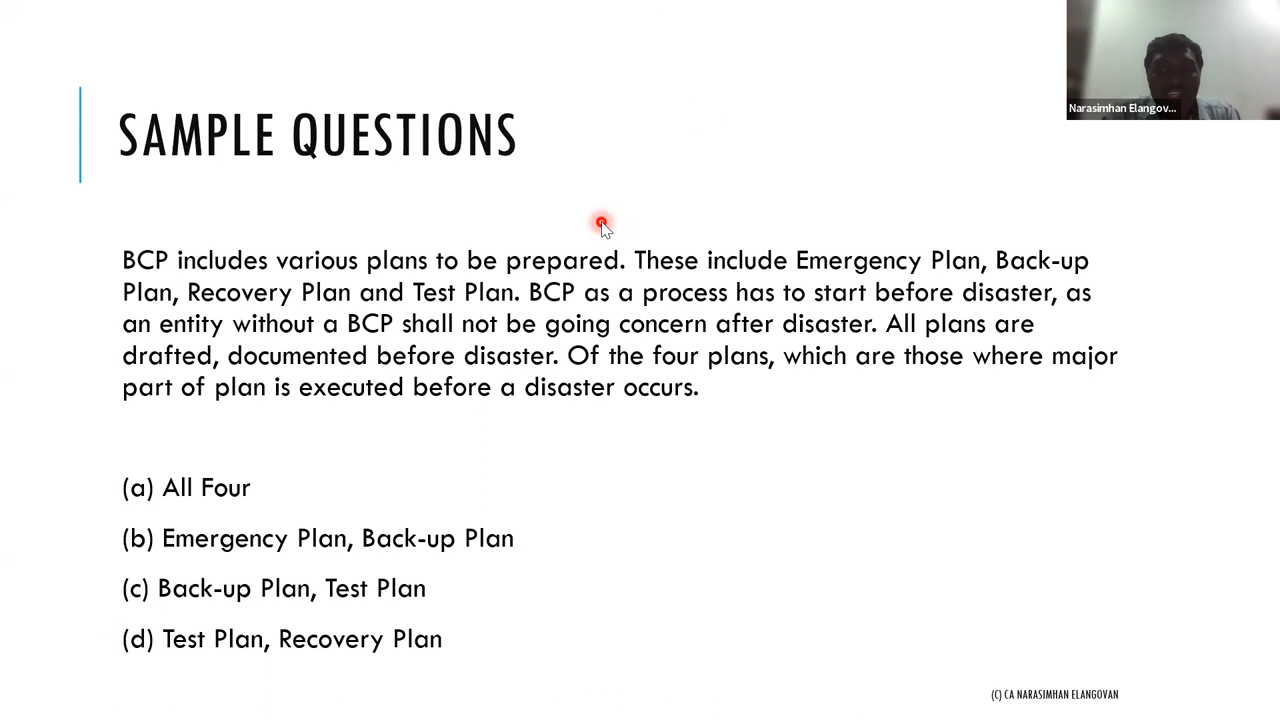 Narasimhan Elangov...
SAMPLE QUESTIONS
BCP includes various plans to be prepared. These include Emergency Plan, Back-up
Plan, Recovery Plan and Test Plan. BCP as a process has to start before disaster, as
an entity without a BCP shall not be going concern after disaster. All plans are
drafted, documented before disaster. Of the four plans, which are those where major
part of plan is executed before a disaster occurs.
(a) All Four
(b) Emergency Plan, Back-up Plan
(c) Back-up Plan, Test Plan
(d) Test Plan, Recovery Plan
(C) CA NARASIMHAN ELANGOVAN